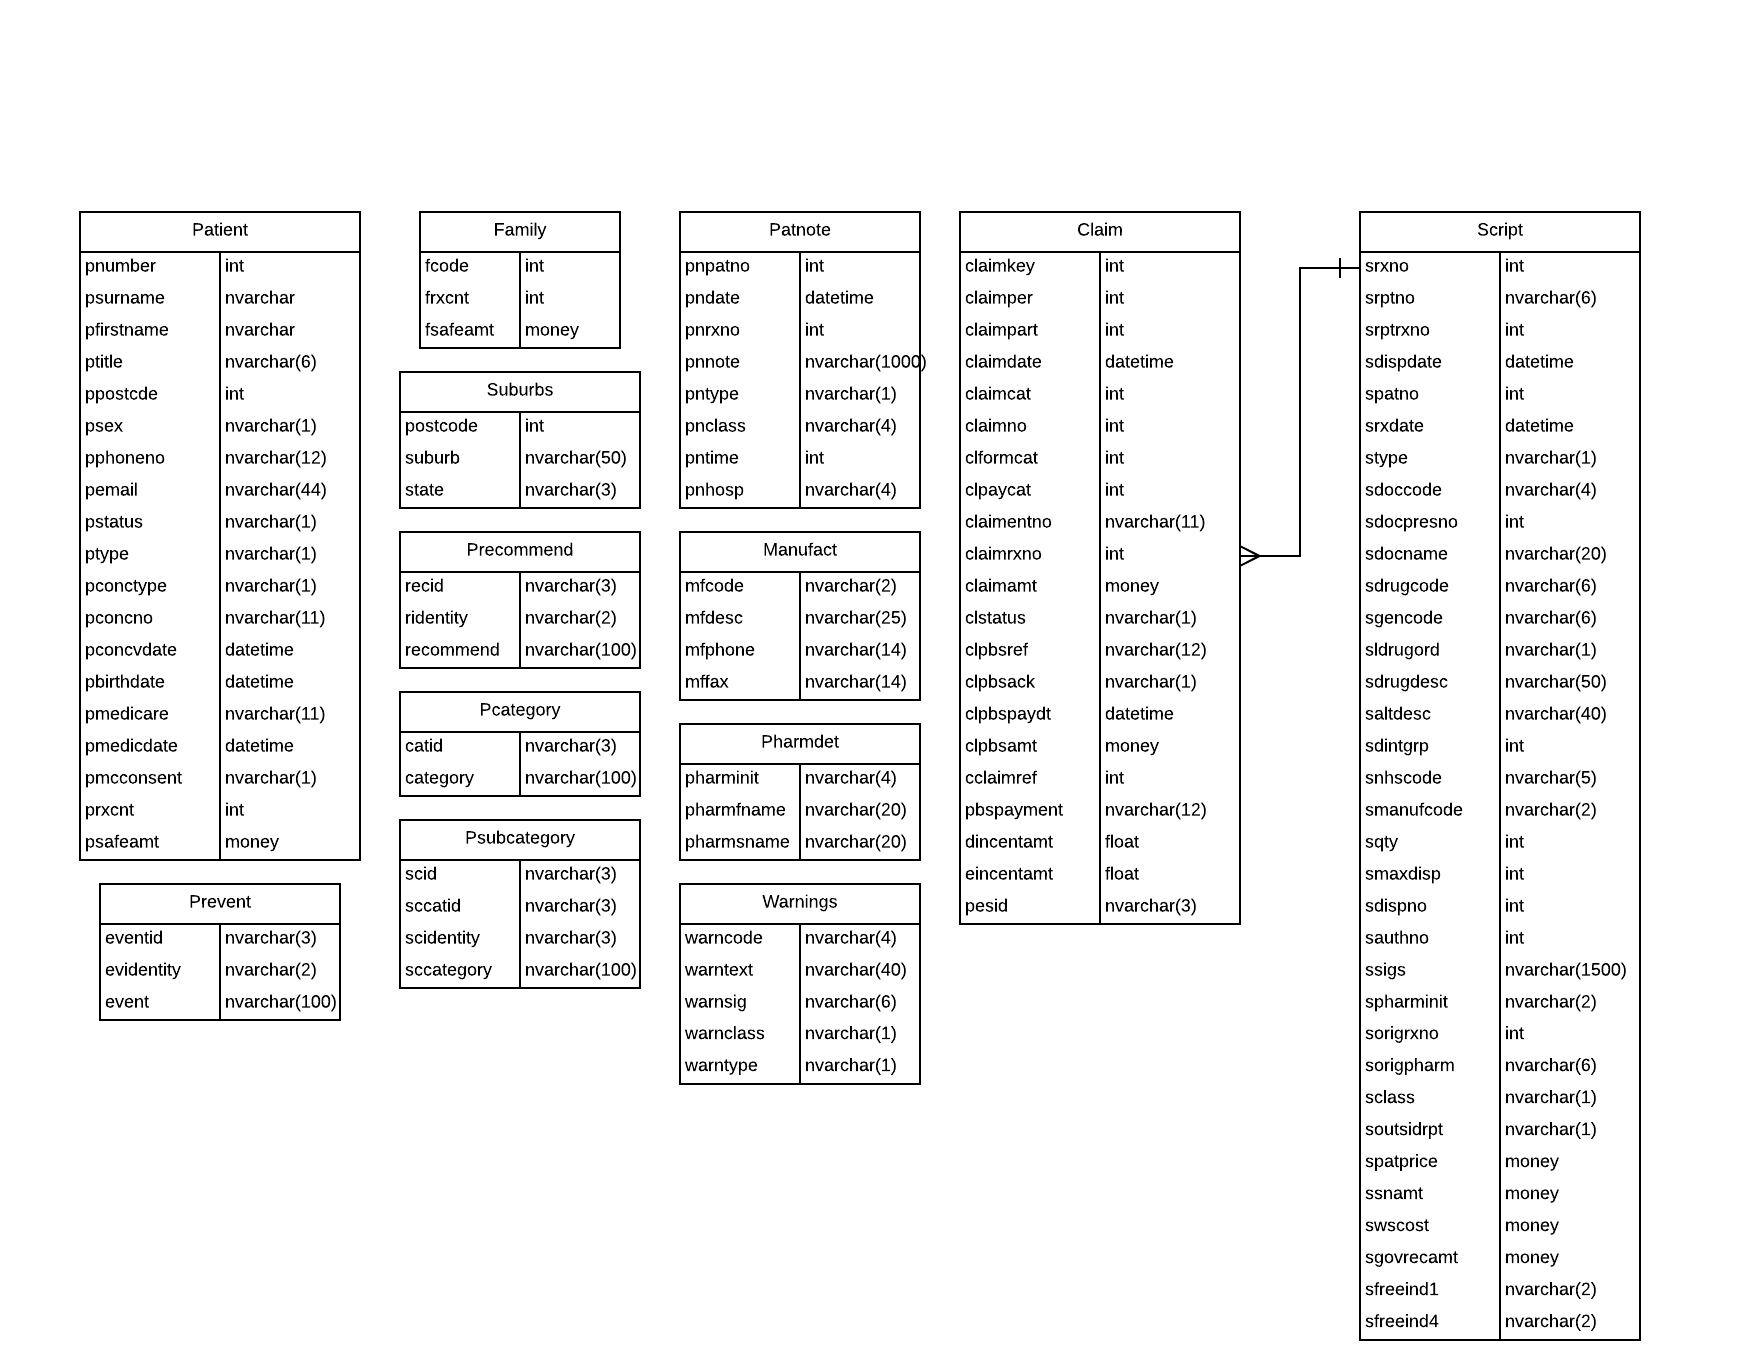 Patient
pnumber int
psurname nvarchar
pfirstname nvarchar
ptitle nvarchar(6)
ppostcde int
psex nvarchar(1)
pphoneno nvarchar(12)
pemail nvarchar(44)
pstatus nvarchar(1)
ptype nvarchar(1)
pconctype nvarchar(1)
pconcno nvarchar(11)
pconcvdate datetime
pbirthdate datetime
pmedicare nvarchar(11)
pmedicdate datetime
pmcconsent nvarchar(1)
prxcnt int
psafeamt money
Prevent
eventid nvarchar(3)
evidentity nvarchar(2)
event nvarchar(100)
Family
fcode int
frxcnt int
fsafeamt money
Suburbs
postcode int
suburb nvarchar(50)
state nvarchar(3)
Precommend
recid nvarchar(3)
ridentity nvarchar(2)
recommend nvarchar(100)
Pcategory
catid nvarchar(3)
category nvarchar(100)
Psubcategory
scid nvarchar(3)
sccatid nvarchar(3)
scidentity nvarchar(3)
sccategory nvarchar(100)
Patnote
pnpatno int
pndate datetime
pnrxno int
pnnote nvarchar(1000)
pntype nvarchar(1)
pnclass nvarchar(4)
pntime int
pnhosp nvarchar(4)
Manufact
mfcode nvarchar(2)
mfdesc nvarchar(25)
mfphone nvarchar(14)
mffax nvarchar(14)
Pharmdet
pharminit nvarchar(4)
pharmfname nvarchar(20)
pharmsname nvarchar(20)
Warnings
warncode nvarchar(4)
warntext nvarchar(40)
warnsig nvarchar(6)
warnclass nvarchar(1)
warntype nvarchar(1)
Claim
claimkey int
claimper int
claimpart int
claimdate datetime
claimcat int
claimno int
clformcat int
clpaycat int
claimentno nvarchar(11)
claimrxno int
claimamt money
clstatus nvarchar(1)
clpbsref nvarchar(12)
clpbsack nvarchar(1)
clpbspaydt datetime
clpbsamt money
cclaimref int
pbspayment nvarchar(12)
dincentamt float
eincentamt float
pesid nvarchar(3)
Script
srxno int
srptno nvarchar(6)
srptrxno int
sdispdate datetime
spatno int
srxdate datetime
stype nvarchar(1)
sdoccode nvarchar(4)
sdocpresno int
sdocname nvarchar(20)
sdrugcode nvarchar(6)
sgencode nvarchar(6)
sldrugord nvarchar(1)
sdrugdesc nvarchar(50)
saltdesc nvarchar(40)
sdintgrp int
snhscode nvarchar(5)
smanufcode nvarchar(2)
sqty int
smaxdisp int
sdispno int
sauthno int
ssigs nvarchar(1500)
spharminit nvarchar(2)
sorigrxno int
sorigpharm nvarchar(6)
sclass nvarchar(1)
soutsidrpt nvarchar(1)
spatprice money
ssnamt money
swscost money
sgovrecamt money
sfreeind1 nvarchar(2)
sfreeind4 nvarchar(2)